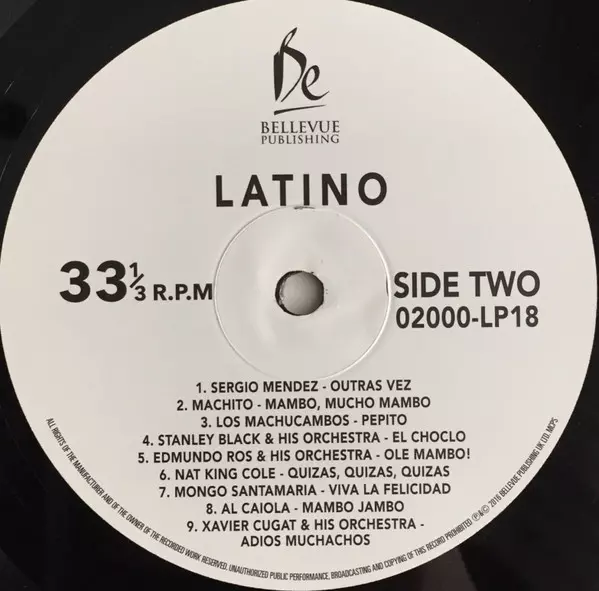 Be
BELLEVUE
PUBLISHING
LATINO
33 1/3 R.P.M
SIDE TWO
02000-LP18
1. SERGIO MENDEZ - OUTRAS VEZ
2. MACHITO - MAMBO, MUCHO MAMBO
3. LOS MACHUCAMBOS - PEPITO
4. STANLEY BLACK & HIS ORCHESTRA - EL CHOCLO
5. EDMUNDO ROS & HIS ORCHESTRA - OLE MAMBO!
6. NAT KING COLE - QUIZAS, QUIZAS, QUIZAS
7. MONGO SANTAMARIA - VIVA LA FELICIDAD
8. AL CAIOLA - MAMBO JAMBO
9. XAVIER CUGAT & HIS ORCHESTRA -
ADIOS MUCHACHOS
ALL RIGHTS OF THE MANUFACTURER AND OF THE OWNER OF THE RECORDED WORK RESERVED. UNAUTHORIZED PUBLIC PERFORMANCE, BROADCASTING AND COPYING OF THIS RECORD PROHIBITED ℗&© 2016 BELLEVUE PUBLISHING UK LTD. MCPS